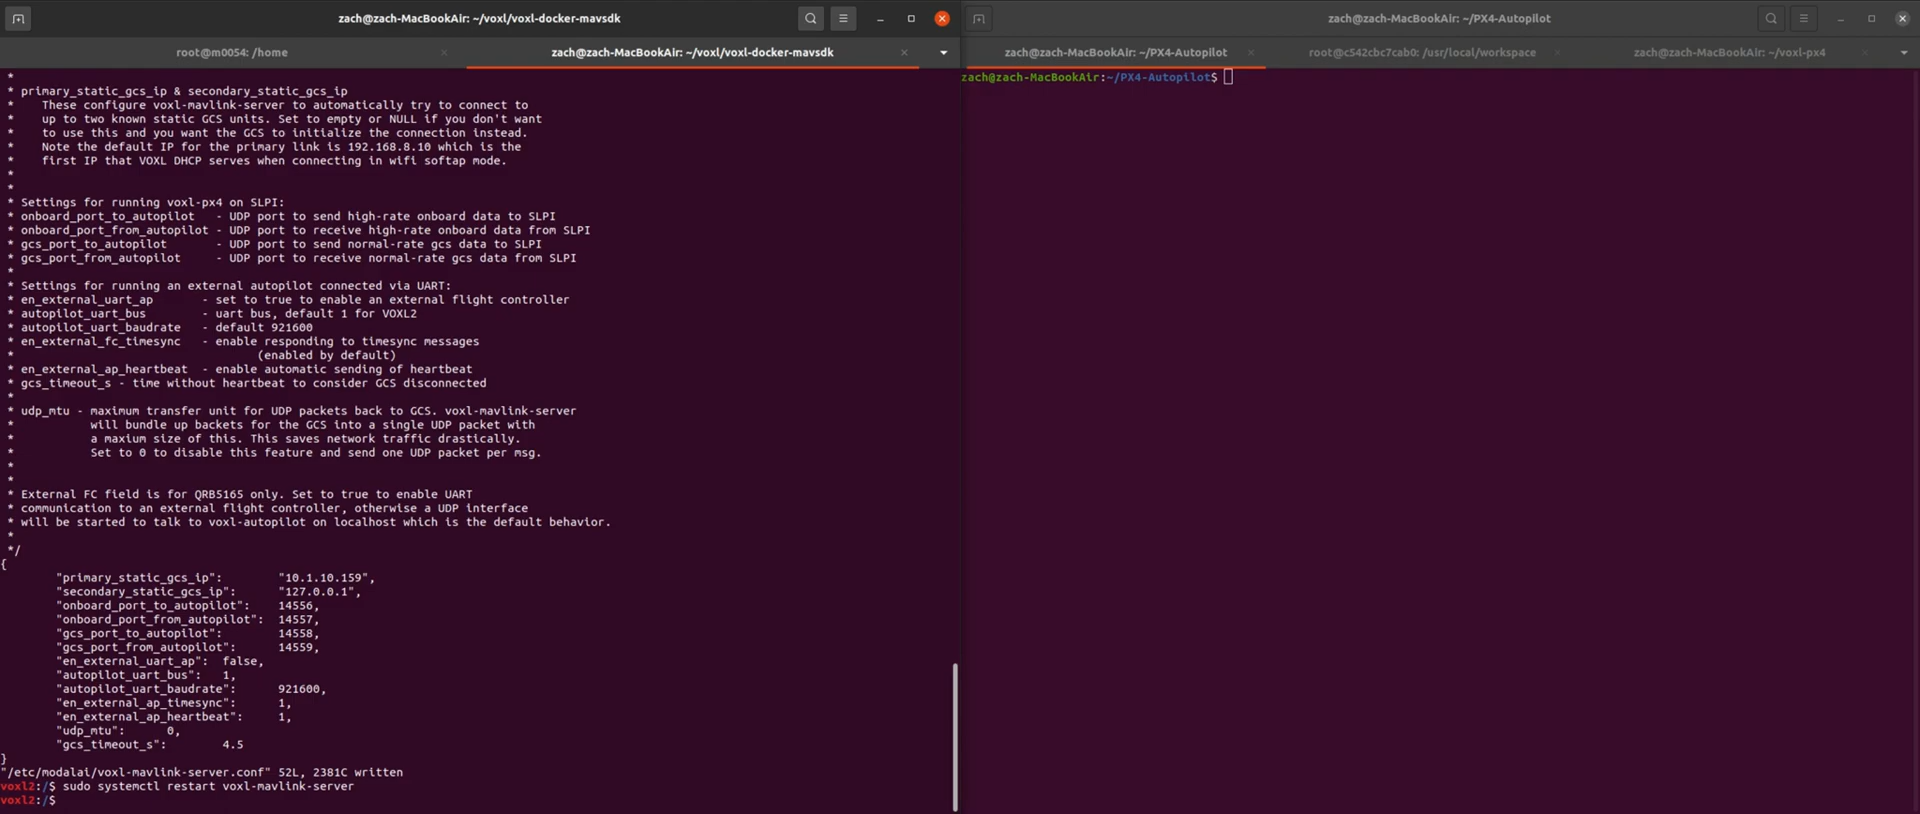 zach@zach-MacBookAir: ~/voxl/voxl-docker-mavsdk
root@m0054: /home
zach@zach-MacBookAir: ~/voxl/voxl-docker-mavsdk
*
* primary_static_gcs_ip & secondary_static_gcs_ip
*    These configure voxl-mavlink-server to automatically try to connect to
*    up to two known static GCS units. Set to empty or NULL if you don't want
*    to use this and you want the GCS to initialize the connection instead.
*    Note the default IP for the primary link is 192.168.8.10 which is the
*    first IP that VOXL DHCP serves when connecting in wifi softap mode.
*
*
* Settings for running voxl-px4 on SLPI:
* onboard_port_to_autopilot   - UDP port to send high-rate onboard data to SLPI
* onboard_port_from_autopilot - UDP port to receive high-rate onboard data from SLPI
* gcs_port_to_autopilot       - UDP port to send normal-rate gcs data to SLPI
* gcs_port_from_autopilot     - UDP port to receive normal-rate gcs data from SLPI
*
* Settings for running an external autopilot connected via UART:
* en_external_uart_ap       - set to true to enable an external flight controller
* autopilot_uart_bus        - uart bus, default 1 for VOXL2
* autopilot_uart_baudrate   - default 921600
* en_external_fc_timesync   - enable responding to timesync messages
*                                   (enabled by default)
* en_external_ap_heartbeat  - enable automatic sending of heartbeat
* gcs_timeout_s - time without heartbeat to consider GCS disconnected
*
* udp_mtu - maximum transfer unit for UDP packets back to GCS. voxl-mavlink-server
*           will bundle up backets for the GCS into a single UDP packet with
*           a maxium size of this. This saves network traffic drastically.
*           Set to 0 to disable this feature and send one UDP packet per msg.
*
*
* External FC field is for QRB5165 only. Set to true to enable UART
* communication to an external flight controller, otherwise a UDP interface
* will be started to talk to voxl-autopilot on localhost which is the default behavior.
*
*/
{
"primary_static_gcs_ip":        "10.1.10.159",
"secondary_static_gcs_ip":      "127.0.0.1",
"onboard_port_to_autopilot":    14556,
"onboard_port_from_autopilot":  14557,
"gcs_port_to_autopilot":        14558,
"gcs_port_from_autopilot":      14559,
"en_external_uart_ap":  false,
"autopilot_uart_bus":   1,
"autopilot_uart_baudrate":      921600,
"en_external_ap_timesync":      1,
"en_external_ap_heartbeat":     1,
"udp_mtu":      0,
"gcs_timeout_s":        4.5
}
"/etc/modalai/voxl-mavlink-server.conf" 52L, 2381C written
voxl2:/$ sudo systemctl restart voxl-mavlink-server
voxl2:/$
zach@zach-MacBookAir: ~/PX4-Autopilot
zach@zach-MacBookAir: ~/PX4-Autopilot
root@c542cbc7cab0: /usr/local/workspace
zach@zach-MacBookAir: ~/voxl-px4
zach@zach-MacBookAir:~/PX4-Autopilot$